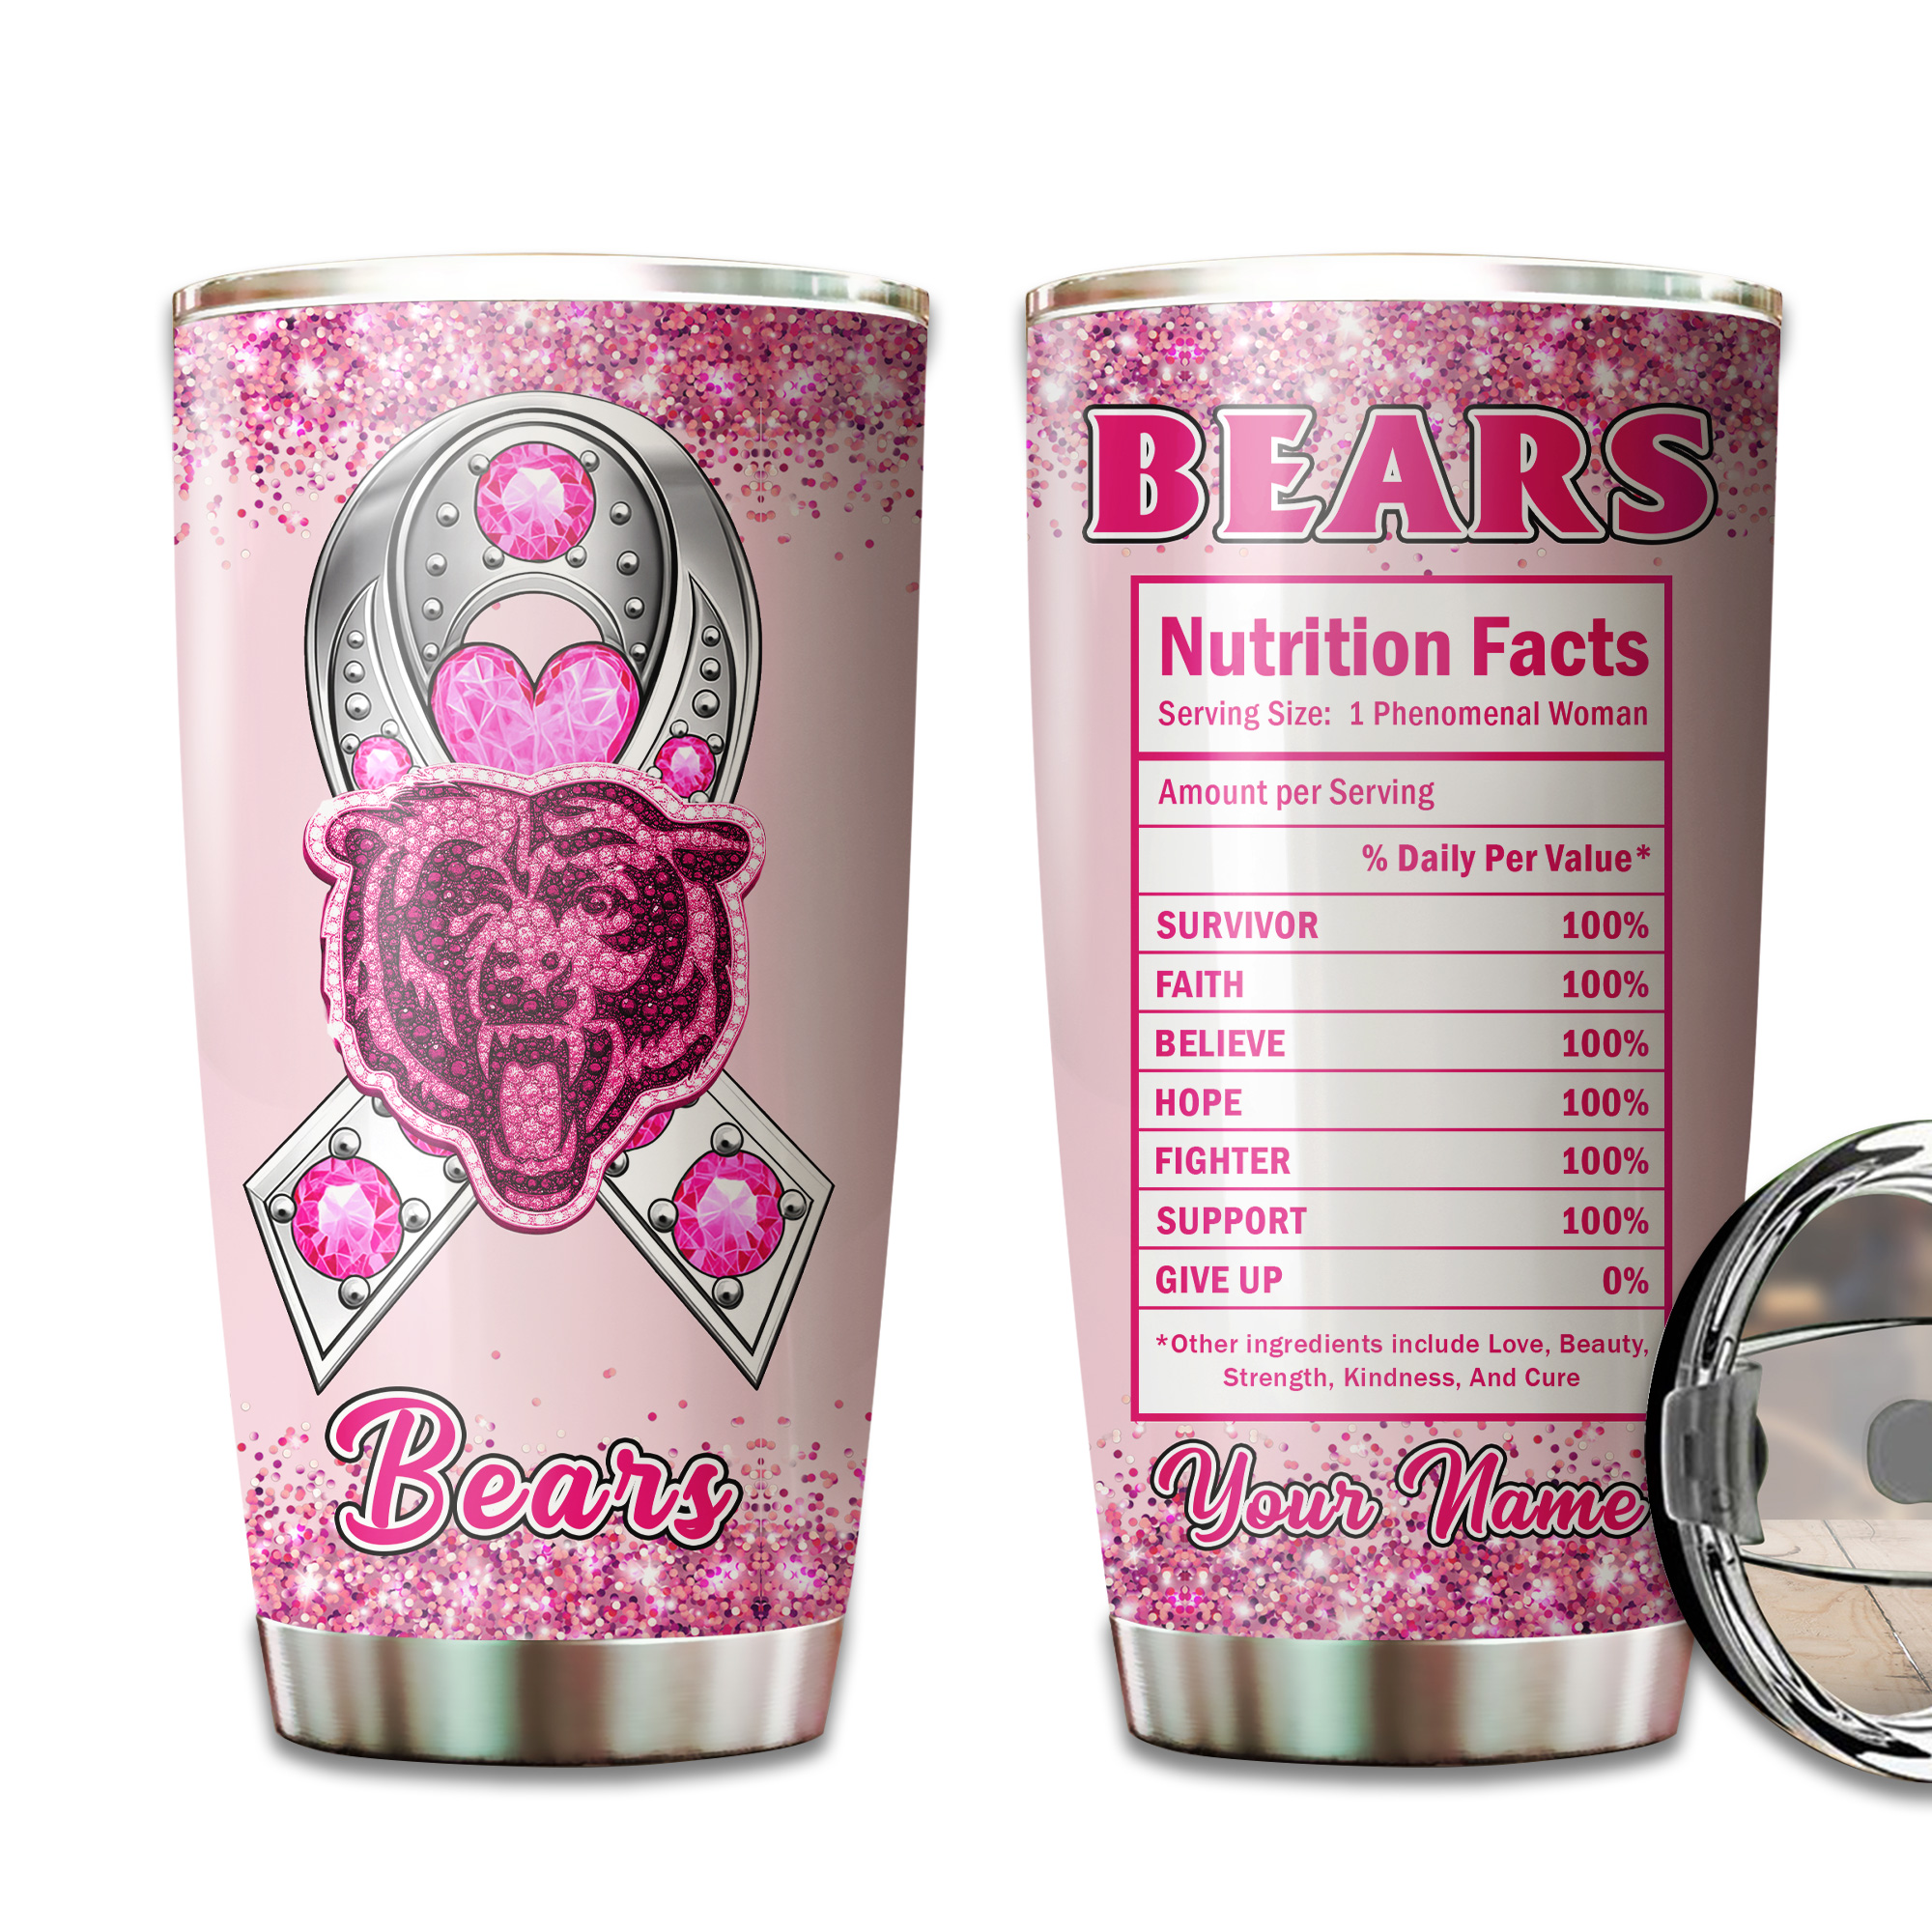 Bears
BEARS
Nutrition Facts
Serving Size: 1 Phenomenal Woman
Amount per Serving
% Daily Per Value*
SURVIVOR 100%
FAITH 100%
BELIEVE 100%
HOPE 100%
FIGHTER 100%
SUPPORT 100%
GIVE UP 0%
*Other ingredients include Love, Beauty,
Strength, Kindness, And Cure
Your Name